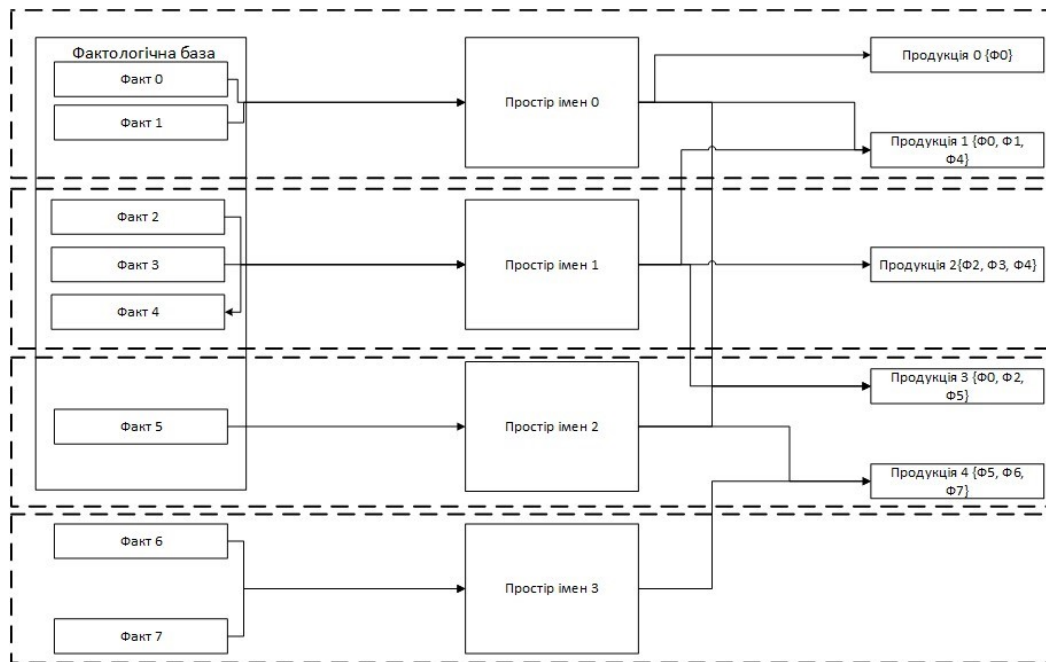 Фактологічна база
Факт 0
Факт 1
Простір імен 0
Продукція 0 {Ф0}
Продукція 1 {Ф0, Ф1,
Ф4}
Факт 2
Факт 3
Факт 4
Простір імен 1
Продукція 2{Ф2, Ф3, Ф4}
Факт 5
Простір імен 2
Продукція 3 {Ф0, Ф2,
Ф5}
Продукція 4 {Ф5, Ф6,
Ф7}
Факт 6
Факт 7
Простір імен 3